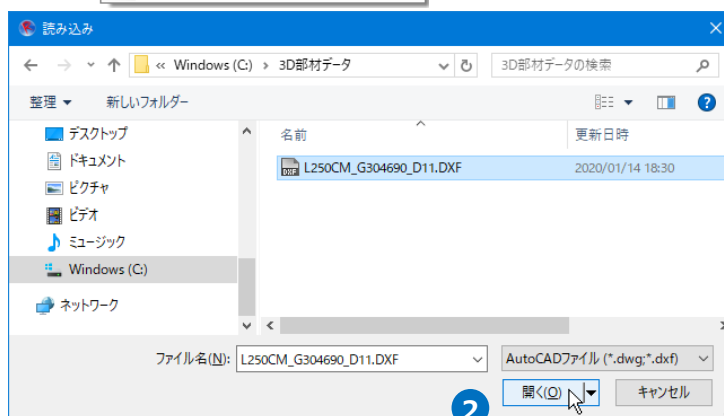 読み込み
« Windows (C:) › 3D部材データ
3D部材データの検索
整理 新しいフォルダー
デスクトップ
ドキュメント
ピクチャ
ビデオ
ミュージック
Windows (C:)
ネットワーク
名前 更新日時
DXF L250CM_G304690_D11.DXF 2020/01/14 18:30
ファイル名(N): L250CM_G304690_D11.DXF AutoCADファイル (*.dwg;*.dxf)
2 開く(O) キャンセル